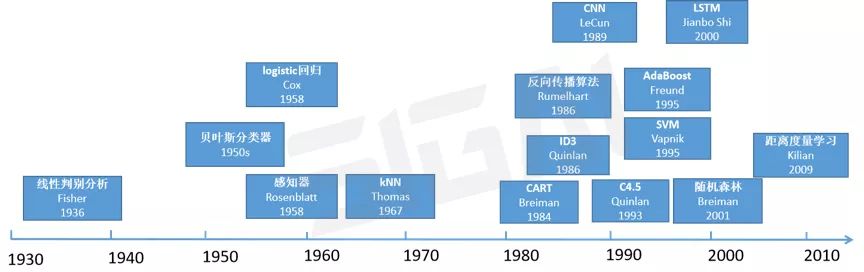 CNN
LeCun
1989
LSTM
Jianbo Shi
2000
logistic回归
Cox
1958
反向传播算法
Rumelhart
1986
AdaBoost
Freund
1995
贝叶斯分类器
1950s
ID3
Quinlan
1986
SVM
Vapnik
1995
距离度量学习
Kilian
2009
线性判别分析
Fisher
1936
感知器
Rosenblatt
1958
kNN
Thomas
1967
CART
Breiman
1984
C4.5
Quinlan
1993
随机森林
Breiman
2001
1930 1940 1950 1960 1970 1980 1990 2000 2010
SIGAI